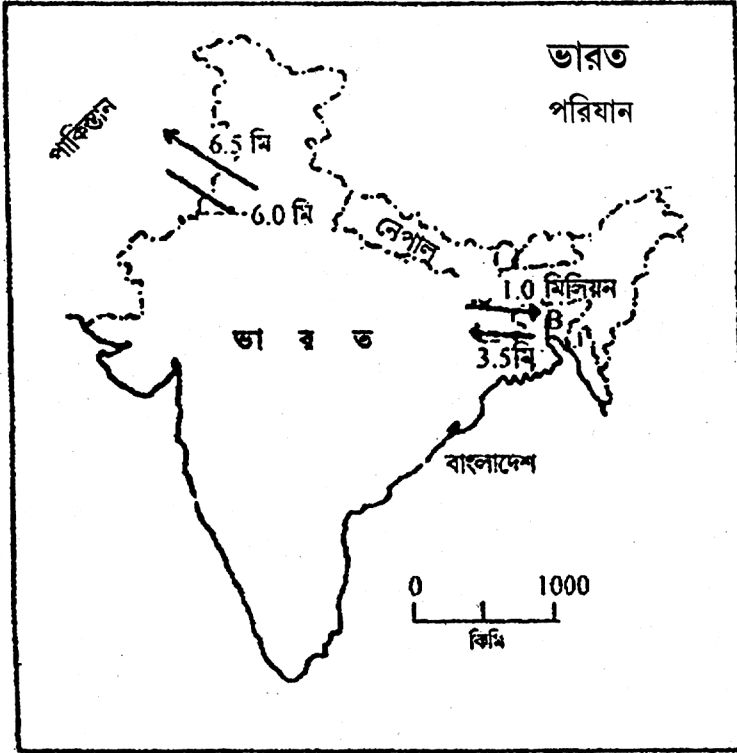 ভারত
পরিযান
পাকিস্তান
6.5 মি
6.0 মি
নেপাল
1.0 মিলিয়ন
B
3.5 মি
ভা র ত
বাংলাদেশ
0 1000
কিমি